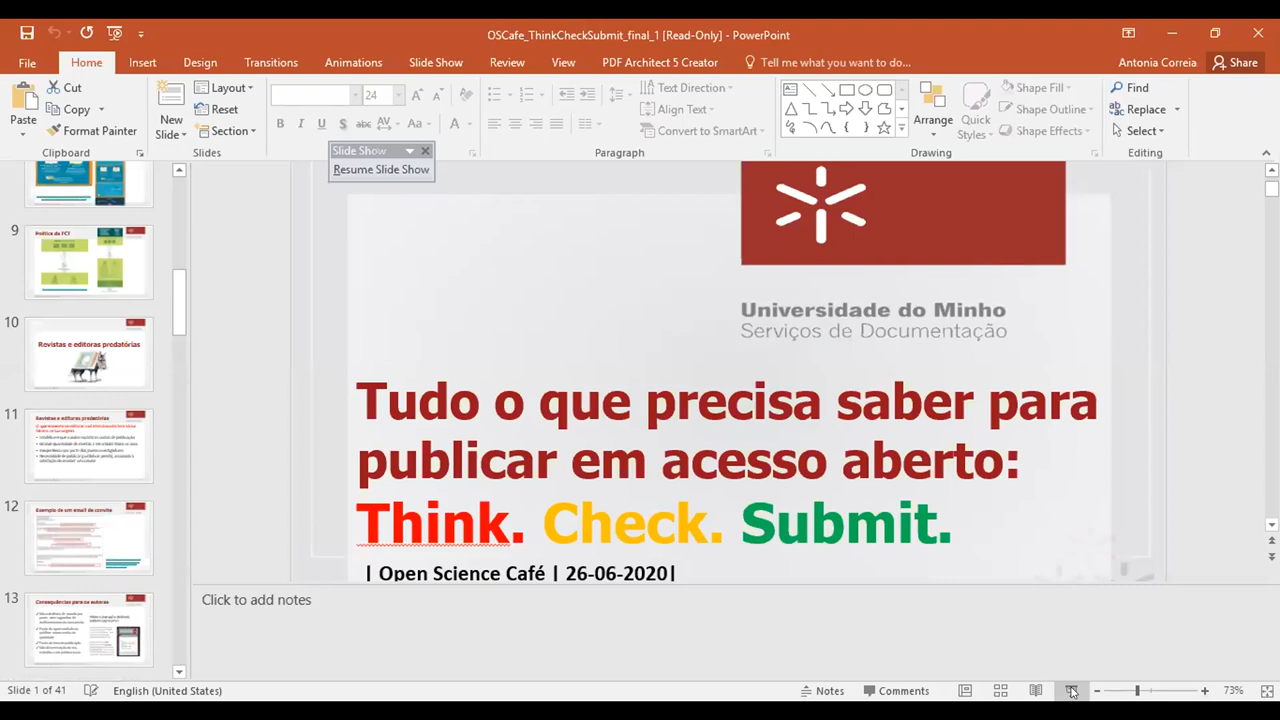 OSCafe_ThinkCheckSubmit_final_1 [Read-Only] - PowerPoint
File Home Insert Design Transitions Animations Slide Show Review View PDF Architect 5 Creator Tell me what you want to do... Antonia Correia Share
Paste
Cut
Copy
Format Painter
Clipboard
New Slide
Layout
Reset
Section
Slides
24
B I U S abc AV Aa A
Text Direction
Align Text
Convert to SmartArt
Paragraph
Arrange
Quick Styles
Shape Fill
Shape Outline
Shape Effects
Drawing
Find
Replace
Select
Editing
Slide Show
Resume Slide Show
9
Política da FCT
10
Revistas e editoras predatórias
11
Revistas e editoras predatórias
12
Exemplo de um email de convite
13
Consequências para os autores
Universidade do Minho
Serviços de Documentação
Tudo o que precisa saber para
publicar em acesso aberto:
Think. Check. Submit.
| Open Science Café | 26-06-2020|
Click to add notes
Slide 1 of 41 English (United States) Notes Comments 73%